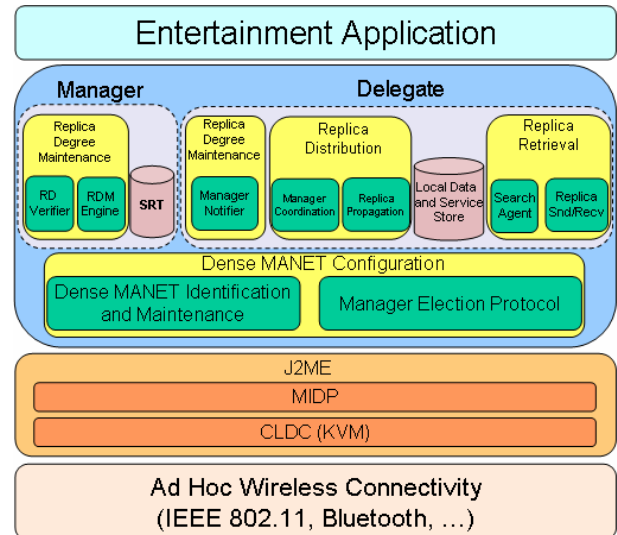 Entertainment Application
Manager
Delegate
Replica
Degree
Maintenance
RD
Verifier
RDM
Engine
SRT
Replica
Degree
Maintenance
Manager
Notifier
Replica
Distribution
Manager
Coordination
Replica
Propagation
Local Data
and Service
Store
Replica
Retrieval
Search
Agent
Replica
Snd/Recv
Dense MANET Configuration
Dense MANET Identification
and Maintenance
Manager Election Protocol
J2ME
MIDP
CLDC (KVM)
Ad Hoc Wireless Connectivity
(IEEE 802.11, Bluetooth, ...)